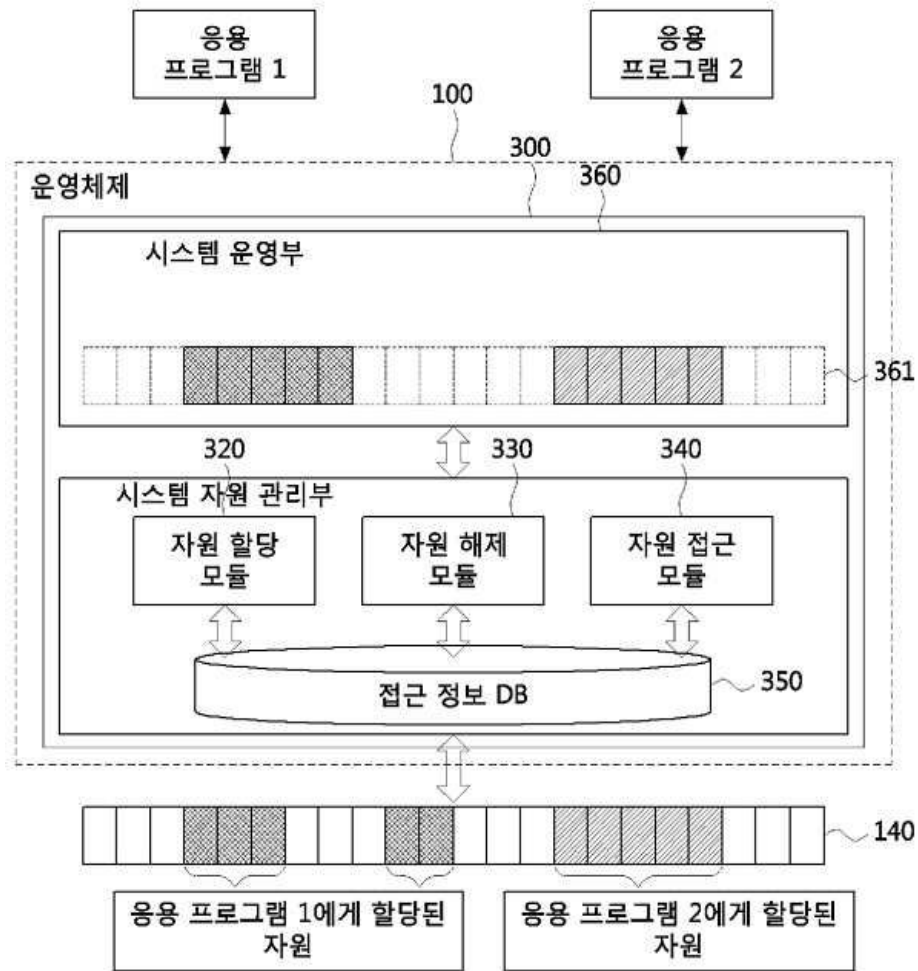 응용
프로그램 1
응용
프로그램 2
100
300
운영체제
360
시스템 운영부
361
320
330
340
시스템 자원 관리부
자원 할당
모듈
자원 해제
모듈
자원 접근
모듈
접근 정보 DB
350
140
응용 프로그램 1에게 할당된
자원
응용 프로그램 2에게 할당된
자원